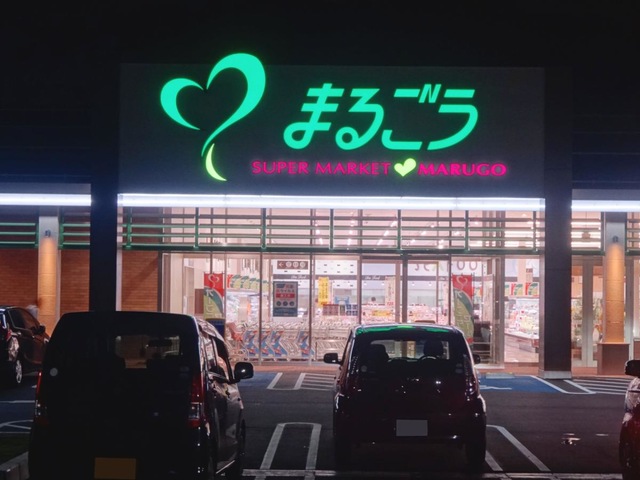 まるごう
SUPER MARKET MARUGO